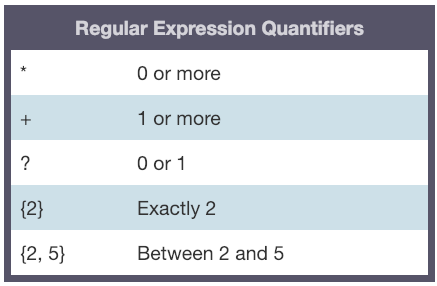 Regular Expression Quantifiers
* 0 or more
+ 1 or more
? 0 or 1
{2} Exactly 2
{2, 5} Between 2 and 5